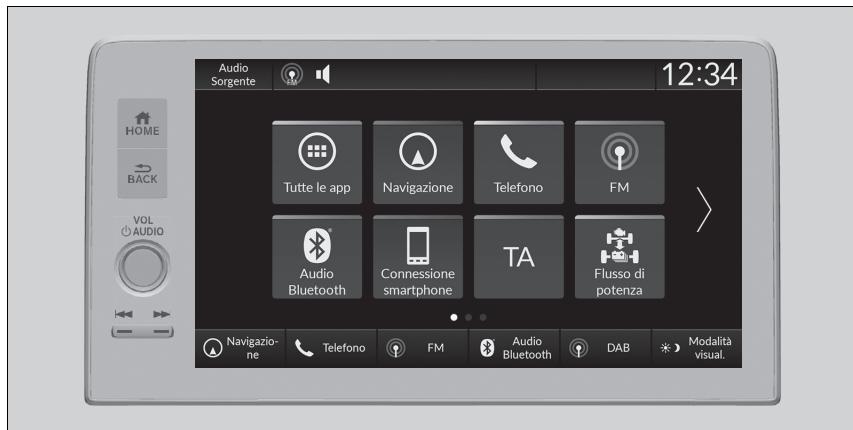 Audio
Sorgente
FM
12:34
HOME
BACK
VOL
AUDIO
Tutte le app
Navigazione
Telefono
FM
Audio
Bluetooth
Connessione
smartphone
TA
Flusso di
potenza
Navigazio-
ne
Telefono
FM
Audio
Bluetooth
DAB
Modalità
visual.